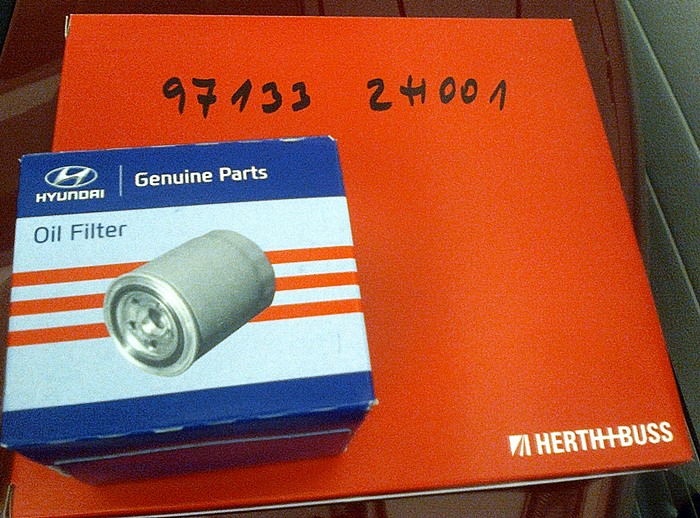 97133 2H001
HYUNDAI
Genuine Parts
Oil Filter
HERTH+BUSS